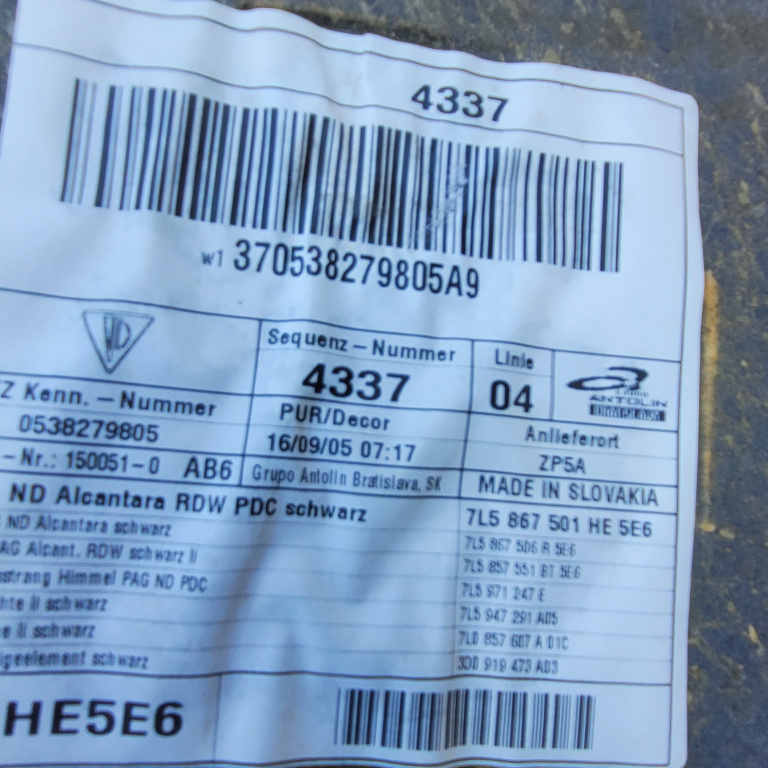 4337
w1 370538279805A9
Z Kenn. - Nummer
0538279805
- Nr.: 150051-0 AB6
Sequenz - Nummer
4337
PUR/Decor
16/09/05 07:17
Grupo Antolin Bratislava, SK
Linie
04
ANTOLIN
Anlieferort
ZP5A
MADE IN SLOVAKIA
ND Alcantara RDW PDC schwarz
7L5 867 501 HE 5E6
ND Alcantara schwarz
7L5 867 506 R 5E6
AG Alcant. RDW schwarz li
7L5 857 551 BT 5E6
strang Himmel PAG ND PDC
7L5 971 247 E
hte li schwarz
7L5 947 291 A05
e li schwarz
7L0 857 607 A 01C
schwarz
3D0 919 473 A03
HE5E6